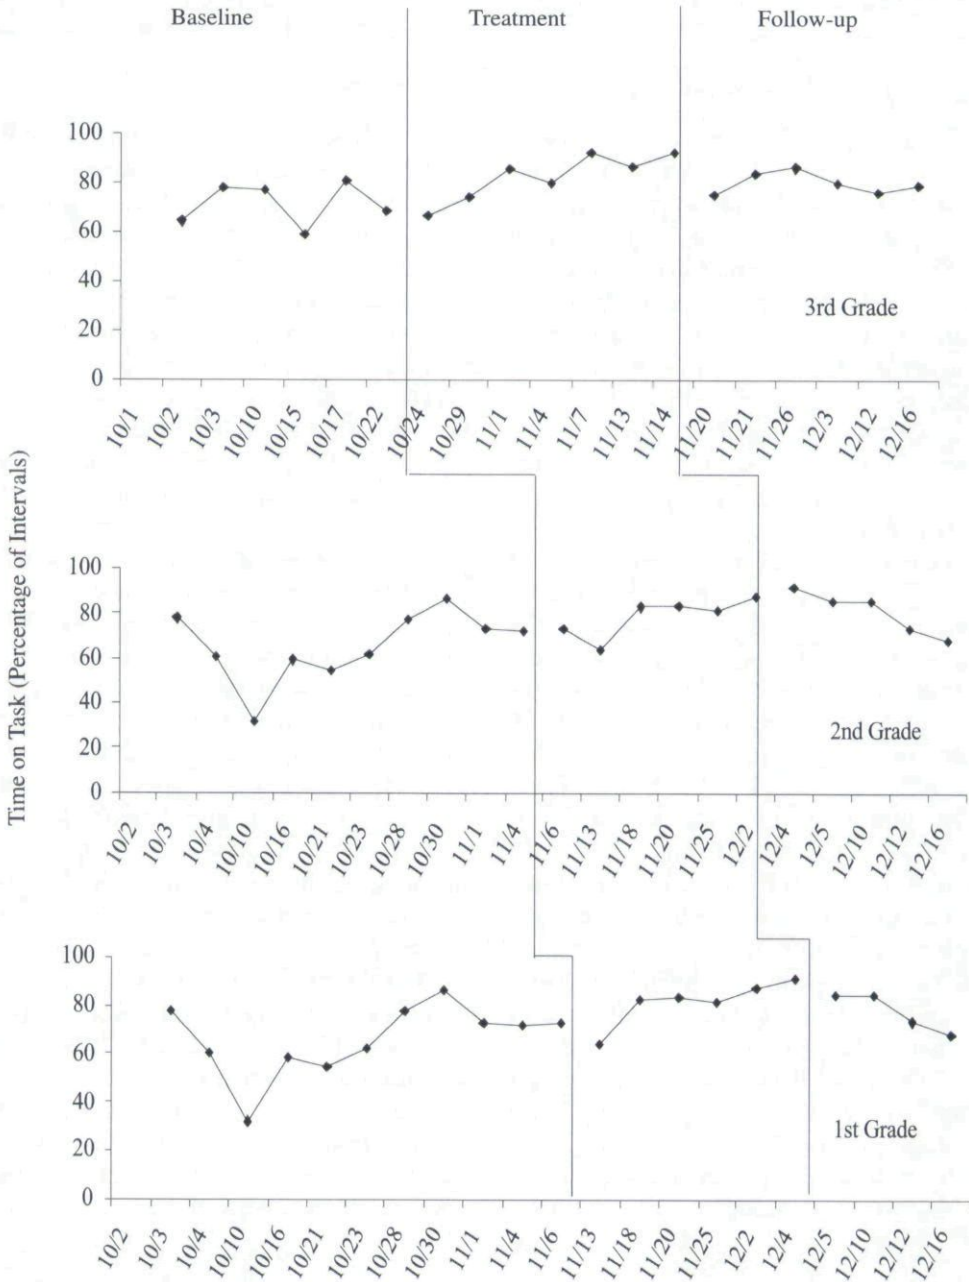 Baseline Treatment Follow-up
100
80
60
40
20
0
3rd Grade
10/1 10/2 10/3 10/10 10/15 10/17 10/22 10/24 10/29 11/1 11/4 11/7 11/13 11/14 11/20 11/21 11/26 12/3 12/12 12/16
Time on Task (Percentage of Intervals)
100
80
60
40
20
0
2nd Grade
10/2 10/3 10/4 10/10 10/16 10/21 10/23 10/28 10/30 11/1 11/4 11/6 11/13 11/18 11/20 11/25 12/2 12/4 12/5 12/10 12/12 12/16
100
80
60
40
20
0
1st Grade
10/2 10/3 10/4 10/10 10/16 10/21 10/23 10/28 10/30 11/1 11/4 11/6 11/13 11/18 11/20 11/25 12/2 12/4 12/5 12/10 12/12 12/16